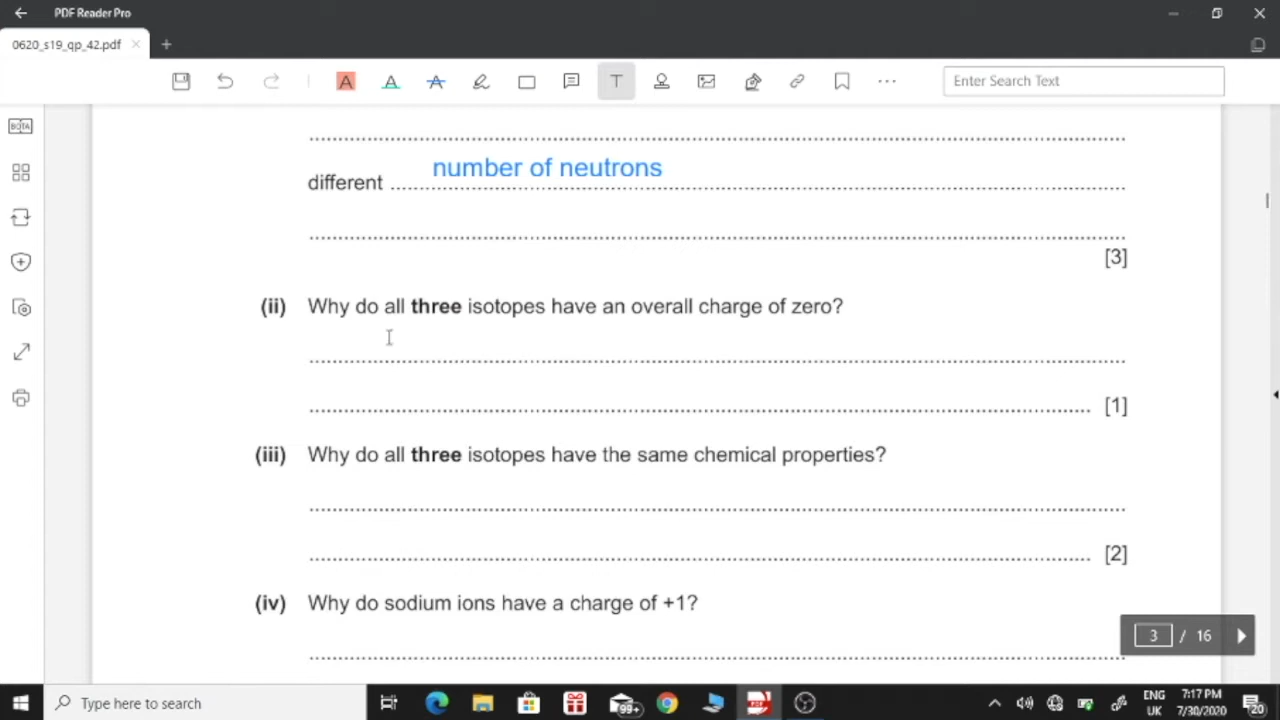 PDF Reader Pro
0620_s19_qp_42.pdf
Enter Search Text
BOTA
different number of neutrons
[3]
(ii) Why do all three isotopes have an overall charge of zero?
[1]
(iii) Why do all three isotopes have the same chemical properties?
[2]
(iv) Why do sodium ions have a charge of +1?
3 / 16
Type here to search
99+
ENG
UK
7:17 PM
7/30/2020
20